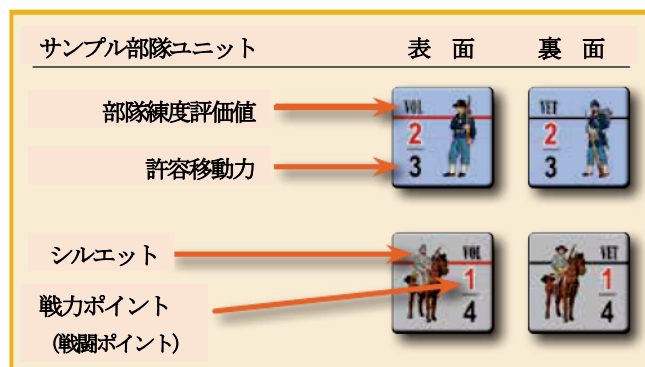 サンプル部隊ユニット 表 面 裏 面
部隊練度評価値
VOL VET
2 2
許容移動力
3 3
シルエット
VOL VET
戦力ポイント
1 1
(戦闘ポイント)
4 4